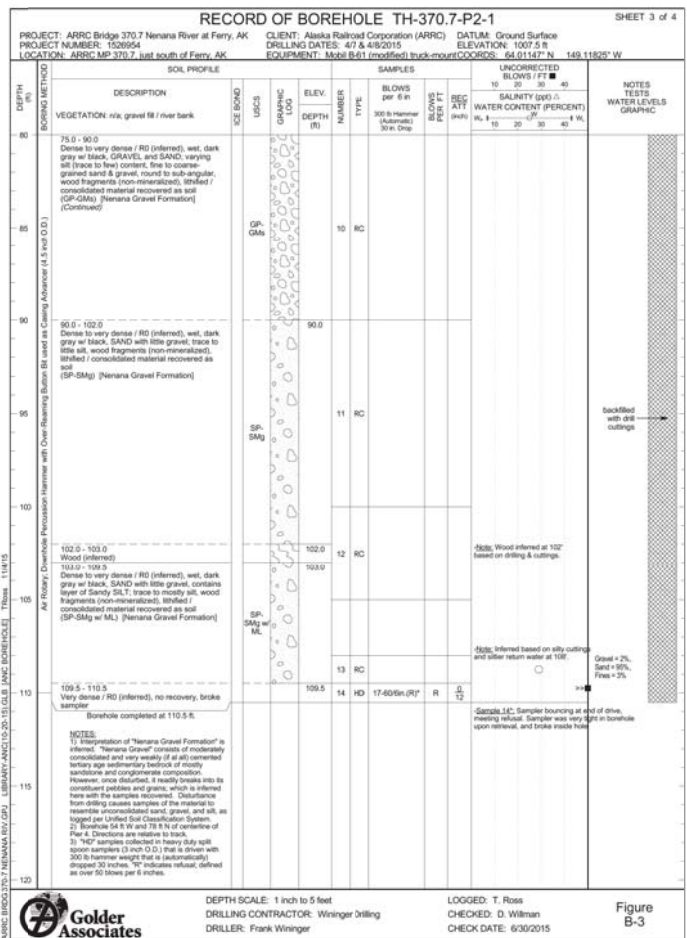 RECORD OF BOREHOLE TH-370.7-P2-1
SHEET 3 of 4
PROJECT: ARRC Bridge 370.7 Nenana River at Ferry, AK
PROJECT NUMBER: 1526954
LOCATION: ARRC MP 370.7, just south of Ferry, AK
CLIENT: Alaska Railroad Corporation (ARRC)
DRILLING DATES: 4/7 & 4/8/2015
EQUIPMENT: Mobil B-61 (modified) truck-mount
DATUM: Ground Surface
ELEVATION: 1007.5 ft
COORDS: 64.01147° N 149.11825° W
DEPTH (ft)
BORING METHOD
SOIL PROFILE
DESCRIPTION
VEGETATION: n/a; gravel fill / river bank
ICE BOND
USCS
GRAPHIC LOG
ELEV.
DEPTH (ft)
SAMPLES
NUMBER
TYPE
BLOWS per 6 in
300 lb Hammer
(Automatic)
30 in. Drop
BLOWS PER FT
REC ATT (inch)
UNCORRECTED
BLOWS / FT ■
10 20 30 40
SALINITY (ppt) △
WATER CONTENT (PERCENT)
10 20 30 40
NOTES
TESTS
WATER LEVELS
GRAPHIC
80
85
90
95
100
105
110
115
120
Air Rotary; Downhole Percussion Hammer with Over-Reaming Button Bit used as Casing Advancer (4.5 inch O.D.)
75.0 - 90.0
Dense to very dense / R0 (inferred), wet, dark
gray w/ black, GRAVEL and SAND; varying
silt (trace to few) content, fine to coarse-
grained sand & gravel, round to sub-angular,
wood fragments (non-mineralized), lithified /
consolidated material recovered as soil
(GP-GMs) [Nenana Gravel Formation]
(Continued)
GP-
GMs
10 RC
90.0
90.0 - 102.0
Dense to very dense / R0 (inferred), wet, dark
gray w/ black, SAND with little gravel; trace to
little silt, wood fragments (non-mineralized),
lithified / consolidated material recovered as
soil
(SP-SMg) [Nenana Gravel Formation]
SP-
SMg
11 RC
backfilled
with drill
cuttings
102.0 - 103.0
Wood (inferred)
102.0
12 RC
-Note: Wood inferred at 102'
based on drilling & cuttings.
103.0 - 109.5
Dense to very dense / R0 (inferred), wet, dark
gray w/ black, SAND with little gravel, contains
layer of Sandy SILT; trace to mostly silt, wood
fragments (non-mineralized), lithified /
consolidated material recovered as soil
(SP-SMg w/ ML) [Nenana Gravel Formation]
103.0
SP-
SMg w/
ML
-Note: Inferred based on silty cuttings
and siltier return water at 108'.
13 RC
Gravel = 2%,
Sand = 95%,
Fines = 3%
109.5 - 110.5
Very dense / R0 (inferred), no recovery, broke
sampler
109.5
14 HD 17-60/6in.(R)* R 0/12
>>■
Borehole completed at 110.5 ft.
-Sample 14*: Sampler bouncing at end of drive,
meeting refusal. Sampler was very tight in borehole
upon retrieval, and broke inside hole.
NOTES:
1) Interpretation of "Nenana Gravel Formation" is
inferred. "Nenana Gravel" consists of moderately
consolidated and very weakly (if at all) cemented
tertiary age sedimentary bedrock of mostly
sandstone and conglomerate composition.
However, once disturbed, it readily breaks into its
constituent pebbles and grains; which is inferred
here with the samples recovered. Disturbance
from drilling causes samples of the material to
resemble unconsolidated sand, gravel, and silt, as
logged per Unified Soil Classification System.
2) Borehole 54 ft W and 78 ft N of centerline of
Pier 4. Directions are relative to track.
3) "HD" samples collected in heavy duty split
spoon samplers (3 inch O.D.) that is driven with
300 lb hammer weight that is (automatically)
dropped 30 inches. "R" indicates refusal, defined
as over 50 blows per 6 inches.
ARRC BRDG370-7 NENANA RIV.GPJ LIBRARY-ANC(10-20-15).GLB [ANC BOREHOLE] TRoss 11/4/15
Golder
Associates
DEPTH SCALE: 1 inch to 5 feet
DRILLING CONTRACTOR: Wininger Drilling
DRILLER: Frank Wininger
LOGGED: T. Ross
CHECKED: D. Willman
CHECK DATE: 6/30/2015
Figure
B-3